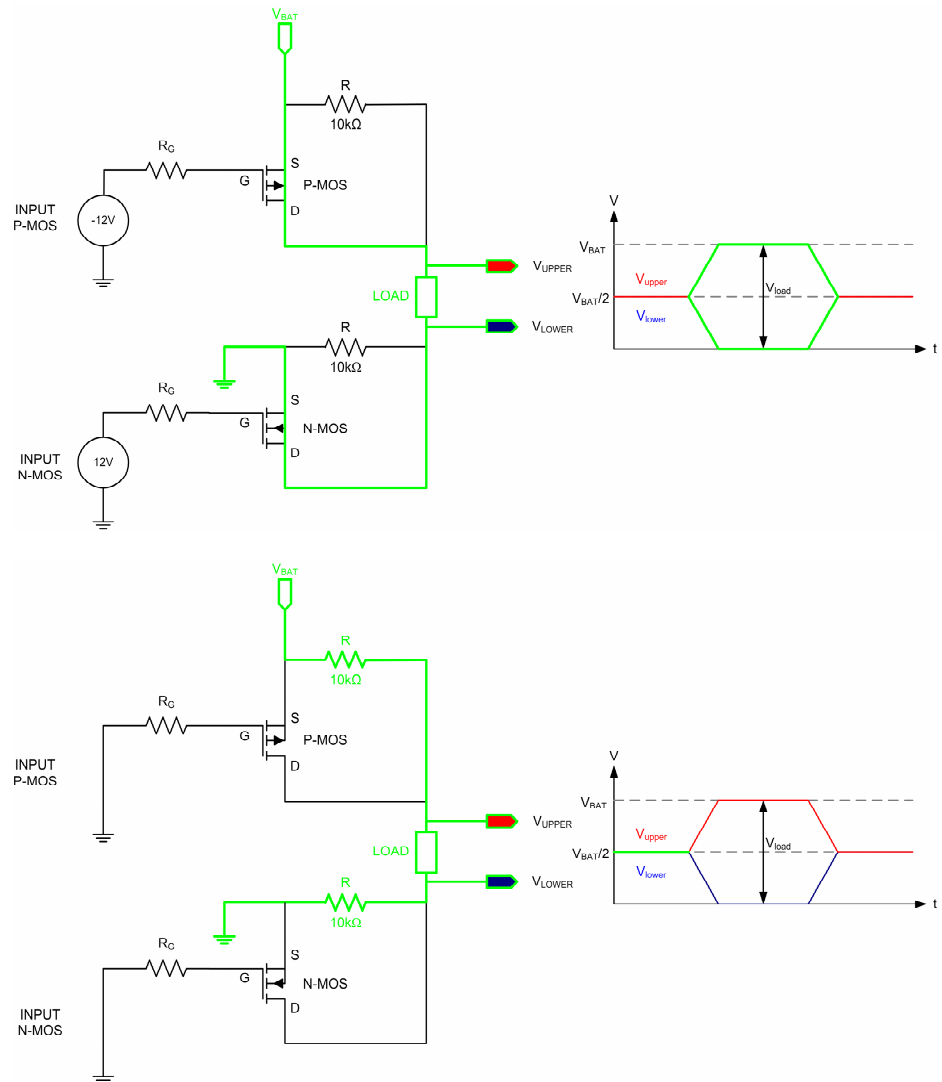 VBAT
R
10kΩ
RG
S
G
P-MOS
D
INPUT
P-MOS
-12V
VUPPER
LOAD
VLOWER
R
10kΩ
RG
S
G
N-MOS
D
INPUT
N-MOS
12V
V
VBAT
Vupper
Vload
VBAT/2
Vlower
t
VBAT
R
10kΩ
RG
S
G
P-MOS
D
INPUT
P-MOS
VUPPER
LOAD
VLOWER
R
10kΩ
RG
S
G
N-MOS
D
INPUT
N-MOS
V
VBAT
Vupper
Vload
VBAT/2
Vlower
t